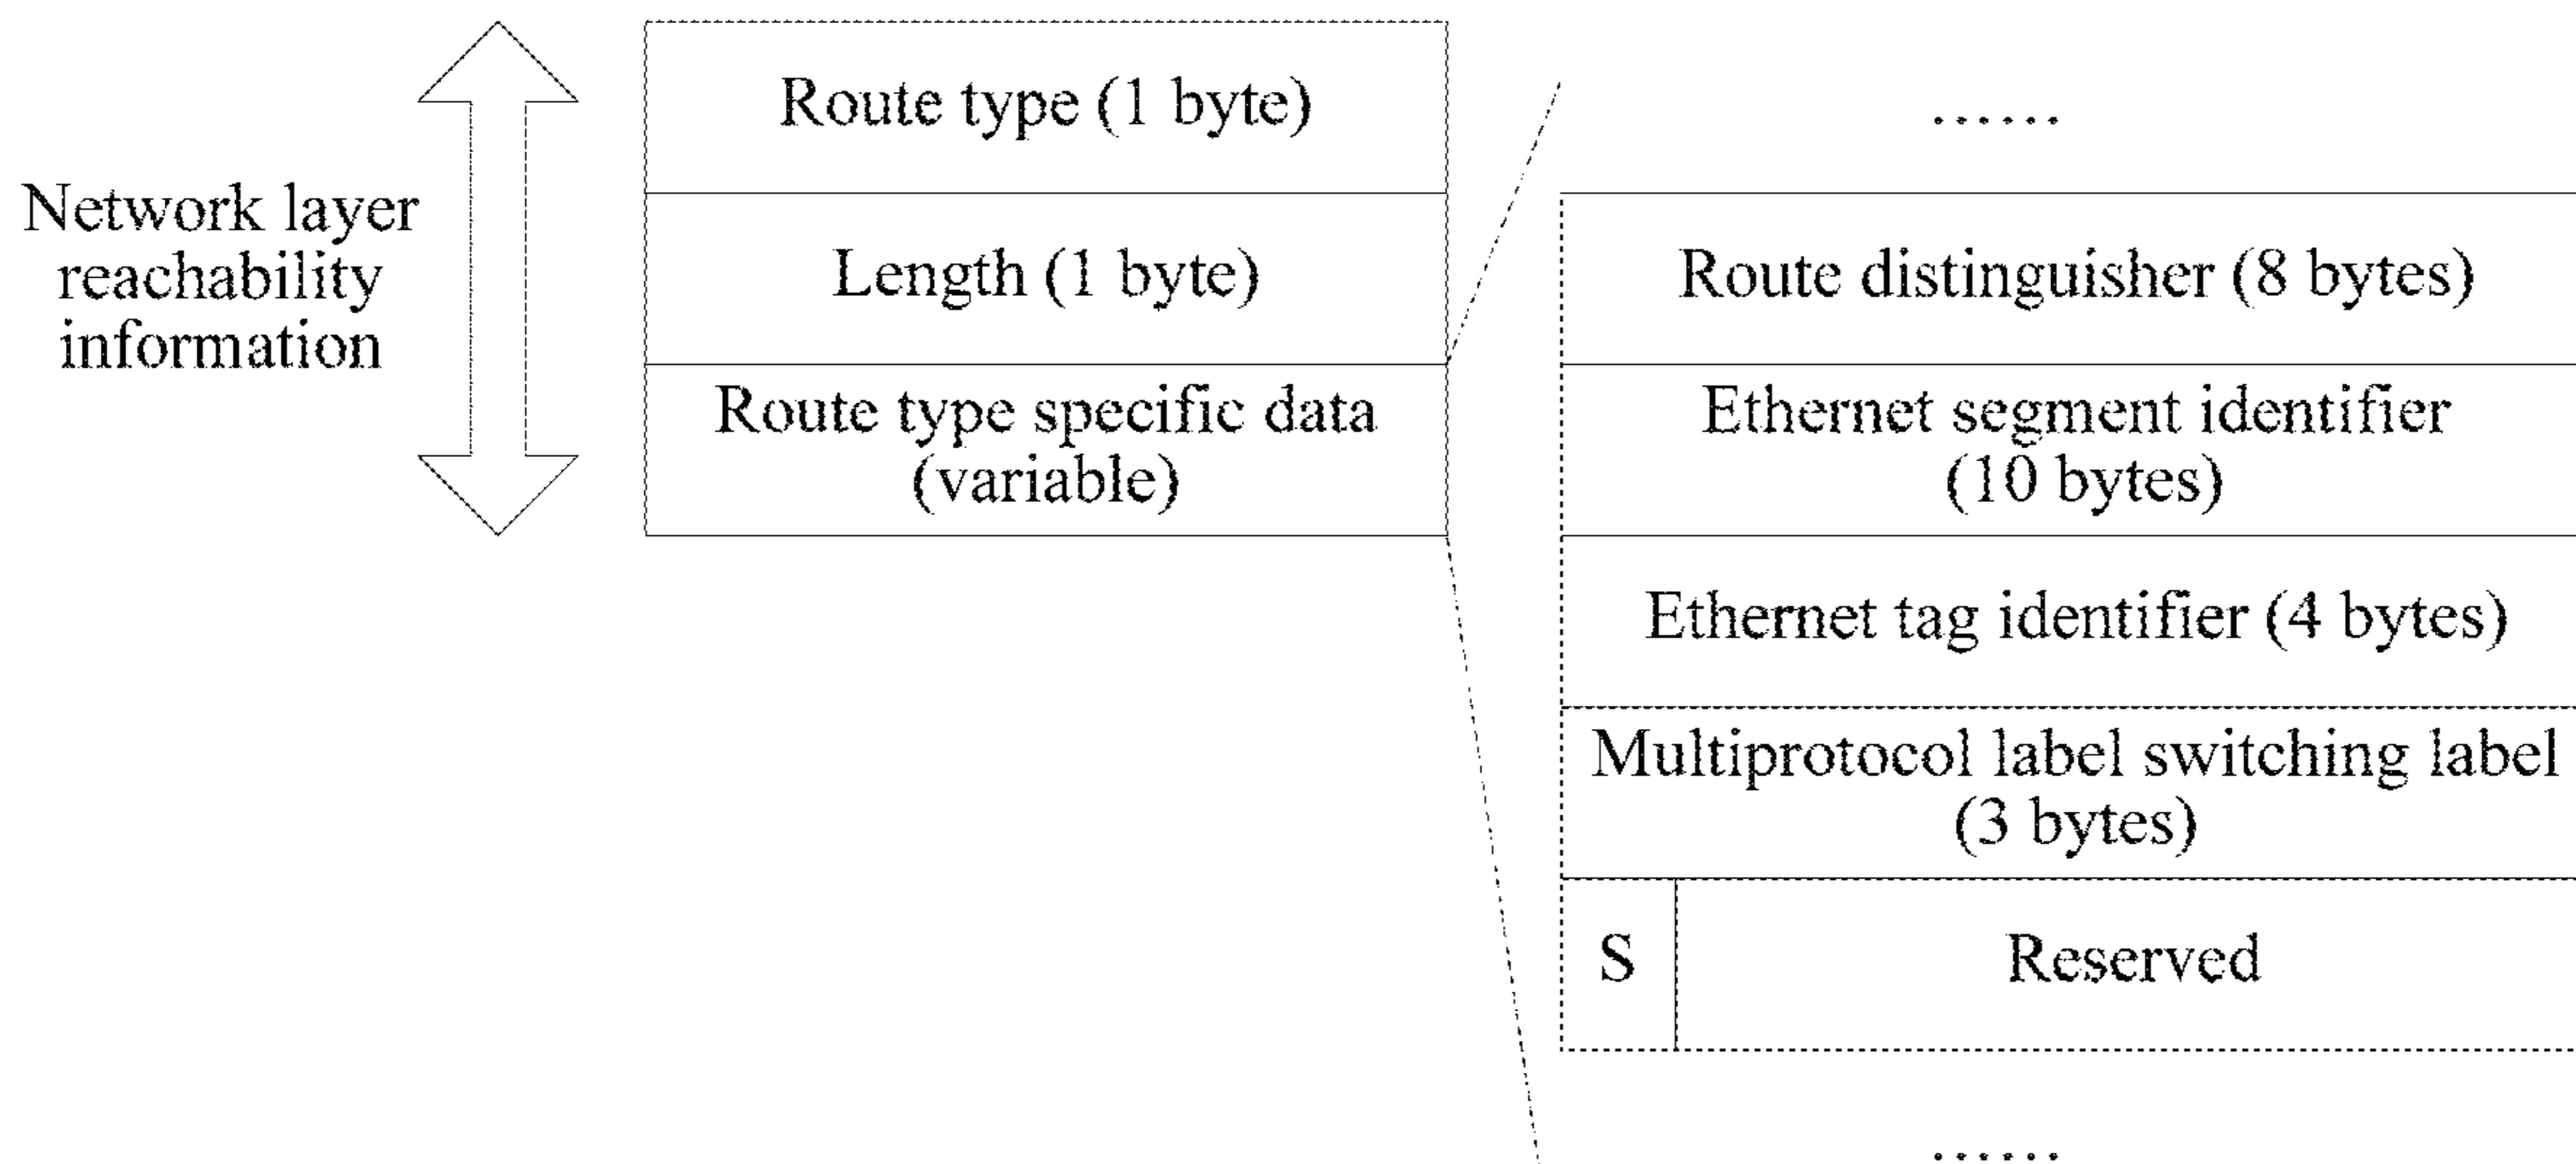 Network layer
reachability
information
Route type (1 byte)
Length (1 byte)
Route type specific data
(variable)
......
Route distinguisher (8 bytes)
Ethernet segment identifier
(10 bytes)
Ethernet tag identifier (4 bytes)
Multiprotocol label switching label
(3 bytes)
S
Reserved
......